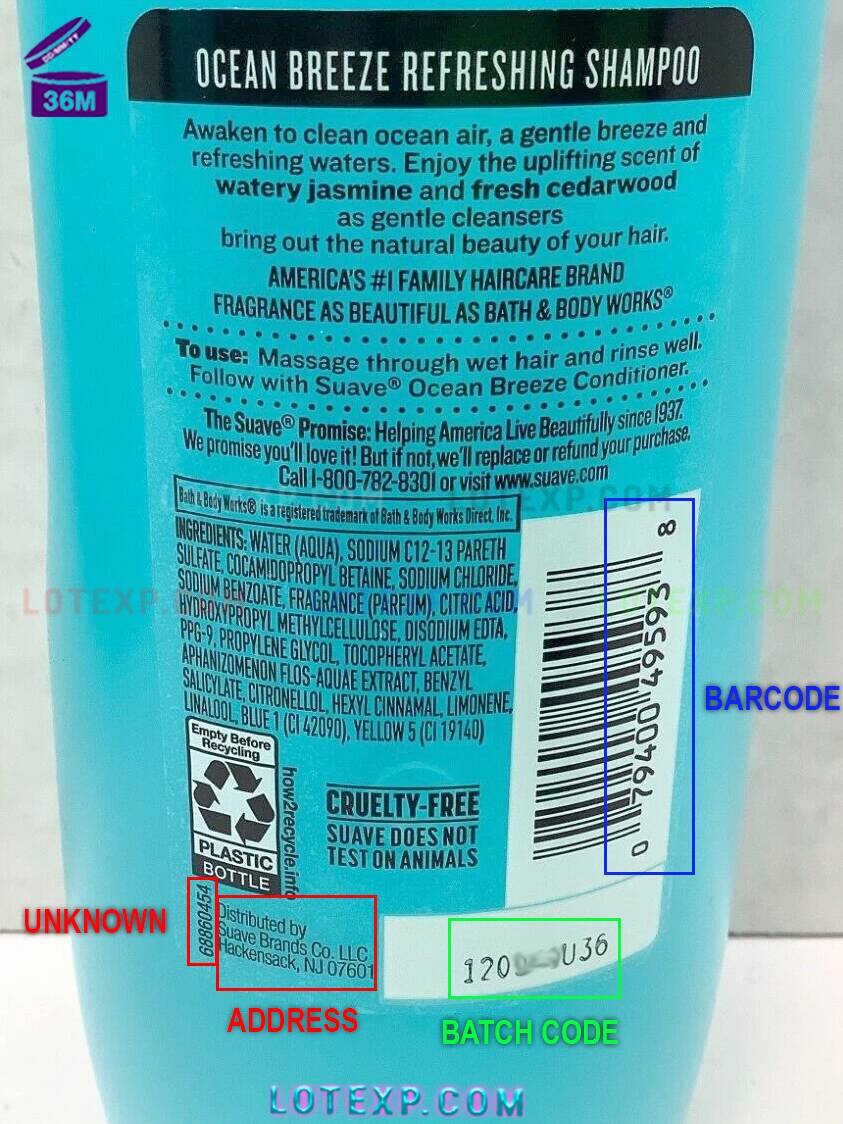 DD/MM/YY
36M
OCEAN BREEZE REFRESHING SHAMPOO
Awaken to clean ocean air, a gentle breeze and
refreshing waters. Enjoy the uplifting scent of
watery jasmine and fresh cedarwood
as gentle cleansers
bring out the natural beauty of your hair.
AMERICA'S #1 FAMILY HAIRCARE BRAND
FRAGRANCE AS BEAUTIFUL AS BATH & BODY WORKS®
To use: Massage through wet hair and rinse well.
Follow with Suave® Ocean Breeze Conditioner.
The Suave® Promise: Helping America Live Beautifully since 1937.
We promise you'll love it! But if not, we'll replace or refund your purchase.
Call 1-800-782-8301 or visit www.suave.com
LOTEXP.COM
Bath & Body Works® is a registered trademark of Bath & Body Works Direct, Inc.
INGREDIENTS: WATER (AQUA), SODIUM C12-13 PARETH
SULFATE, COCAMIDOPROPYL BETAINE, SODIUM CHLORIDE,
SODIUM BENZOATE, FRAGRANCE (PARFUM), CITRIC ACID,
HYDROXYPROPYL METHYLCELLULOSE, DISODIUM EDTA,
PPG-9, PROPYLENE GLYCOL, TOCOPHERYL ACETATE,
APHANIZOMENON FLOS-AQUAE EXTRACT, BENZYL
SALICYLATE, CITRONELLOL, HEXYL CINNAMAL, LIMONENE,
LINALOOL, BLUE 1 (CI 42090), YELLOW 5 (CI 19140)
LOTEXP.COM
LOTEXP.COM
0 79400 49593 8
BARCODE
Empty Before
Recycling
PLASTIC
BOTTLE
how2recycle.info
CRUELTY-FREE
SUAVE DOES NOT
TEST ON ANIMALS
UNKNOWN
68860454
Distributed by
Suave Brands Co. LLC
Hackensack, NJ 07601
ADDRESS
120 U36
BATCH CODE
LOTEXP.COM